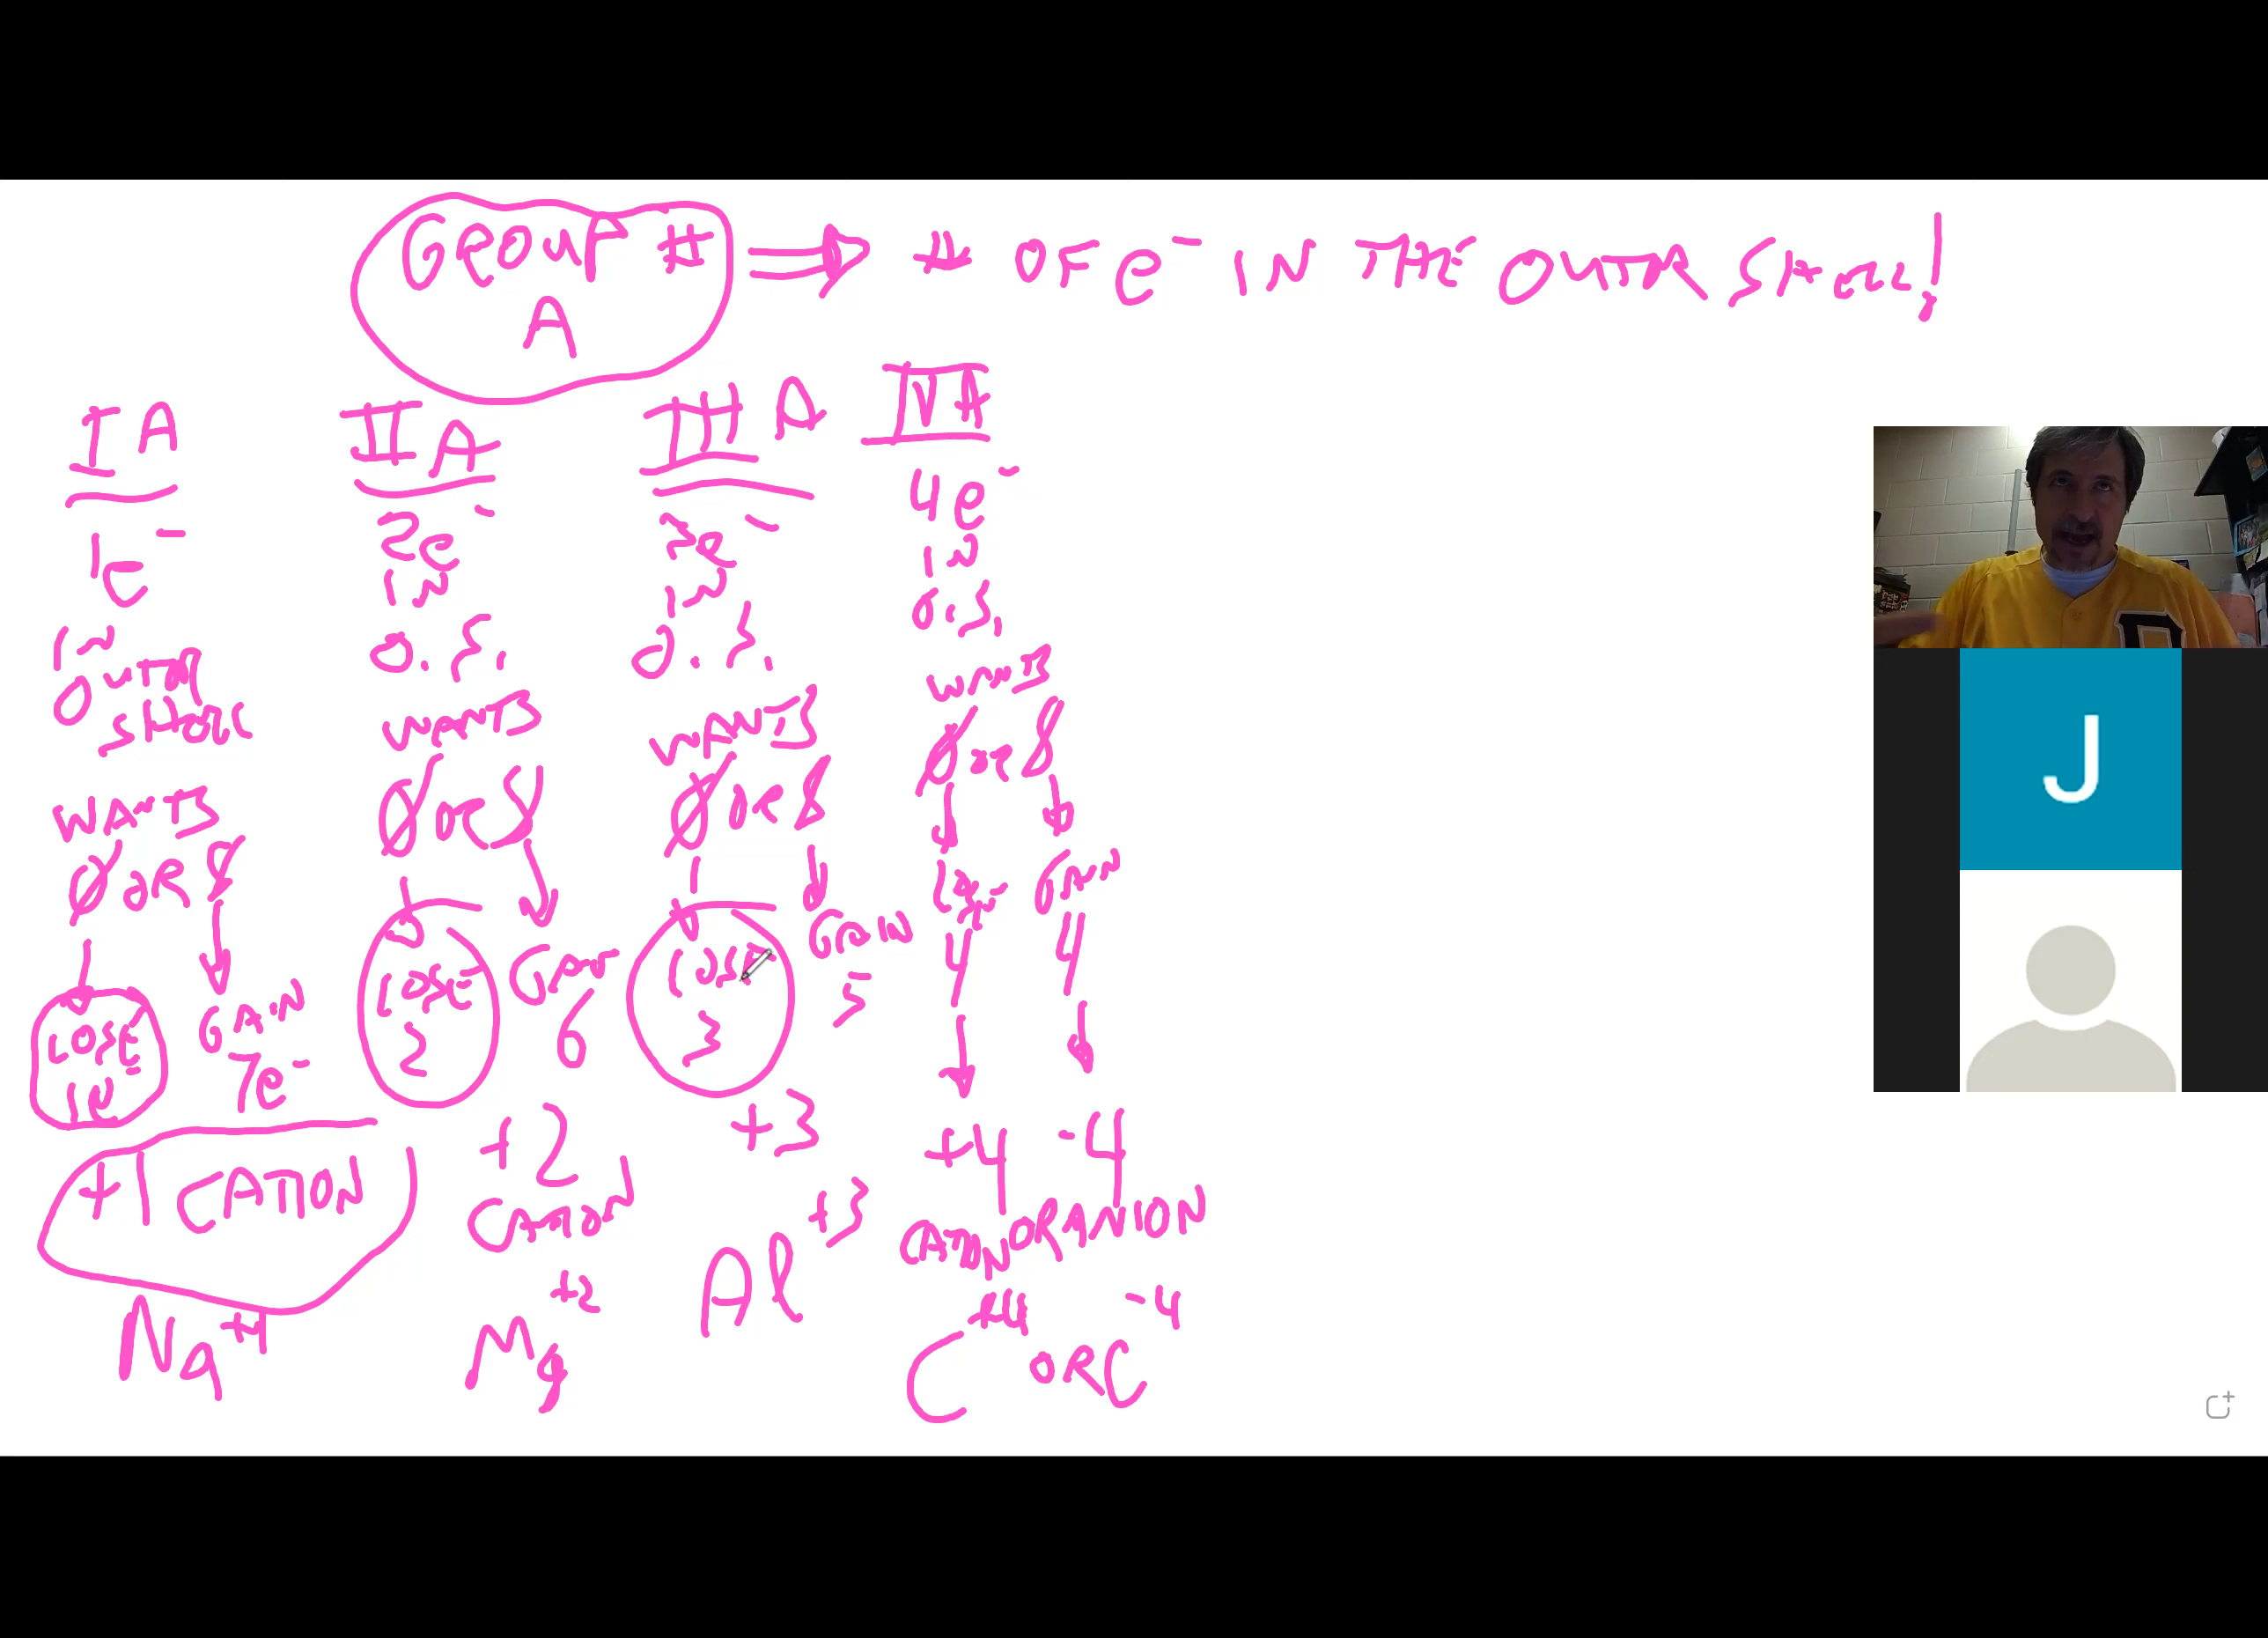 GROUP # ⇒ # OF e⁻ IN THE OUTER SHELL!
A
IA
1e⁻
IN
OUTER
SHELL
WANTS
Ø OR 8
LOSE
1e⁻
GAIN
7e⁻
+1 CATION
Na⁺¹
IIA
2e⁻
IN
O.S.
WANTS
Ø OR 8
LOSE
2
GAIN
6
+2
CATION
Mg⁺²
III A
3e⁻
IN
O.S.
WANTS
Ø OR 8
LOSE
3
GAIN
5
+3
Al⁺³
IVA
4e⁻
IN
O.S.
WANTS
Ø OR 8
LOSE
4
GAIN
4
+4 -4
CATION OR ANION
C⁺⁴ OR C⁻⁴
J